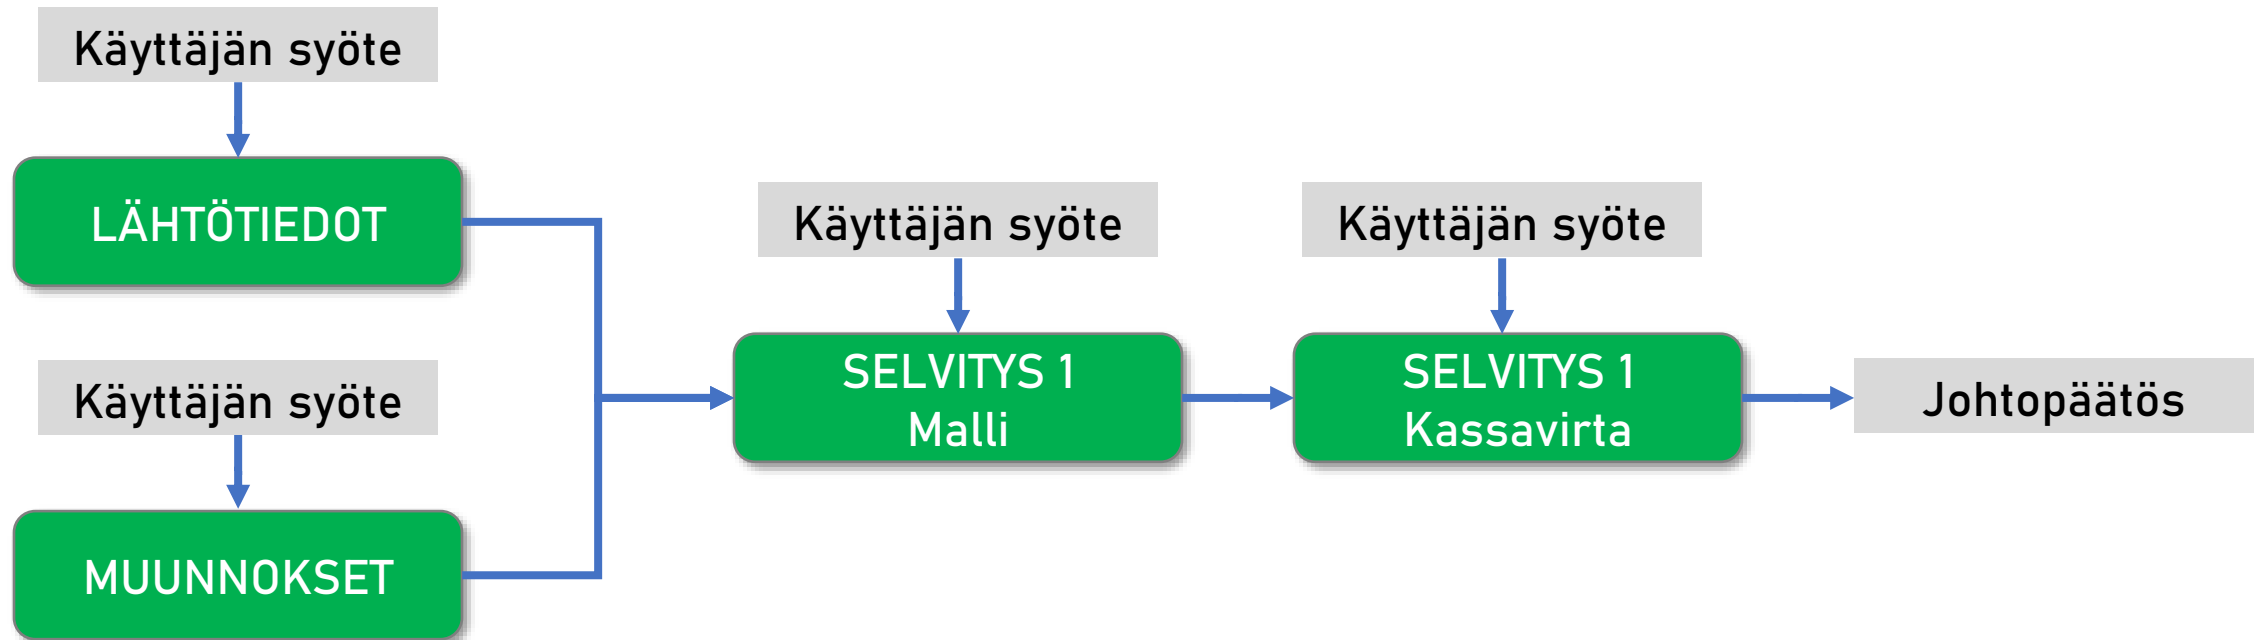 Käyttäjän syöte
LÄHTÖTIEDOT
Käyttäjän syöte
MUUNNOKSET
Käyttäjän syöte
SELVITYS 1
Malli
Käyttäjän syöte
SELVITYS 1
Kassavirta
Johtopäätös